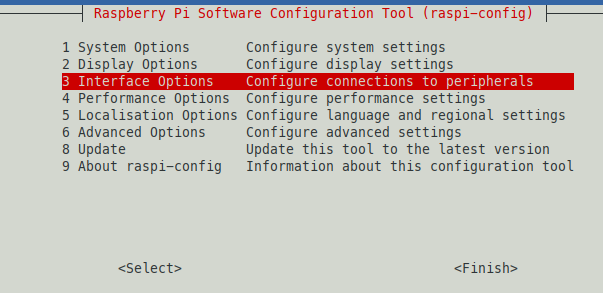 Raspberry Pi Software Configuration Tool (raspi-config)
1 System Options Configure system settings
2 Display Options Configure display settings
3 Interface Options Configure connections to peripherals
4 Performance Options Configure performance settings
5 Localisation Options Configure language and regional settings
6 Advanced Options Configure advanced settings
8 Update Update this tool to the latest version
9 About raspi-config Information about this configuration tool
<Select> <Finish>